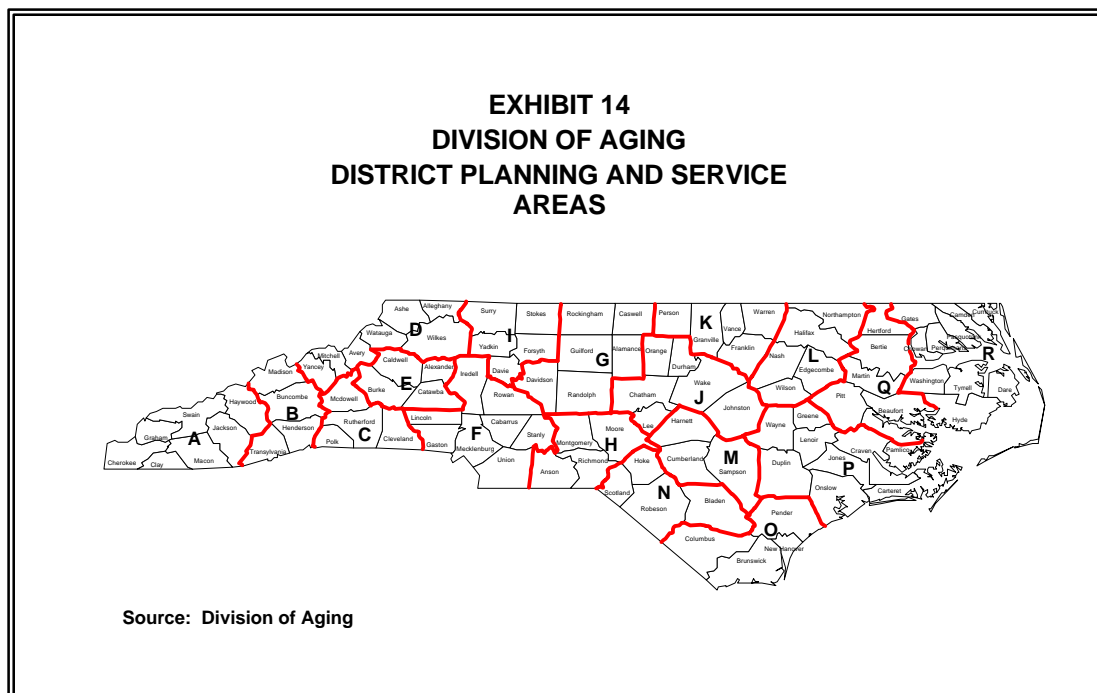 EXHIBIT 14
DIVISION OF AGING
DISTRICT PLANNING AND SERVICE
AREAS
Ashe
Alleghany
Surry
Stokes
Rockingham
Caswell
Person
K
Granville
Vance
Warren
Northampton
Halifax
Hertford
Gates
Camden
Currituck
Pasquotank
Perquimans
Chowan
R
Watauga
D
Wilkes
Yadkin
I
Forsyth
Guilford
G
Alamance
Orange
Durham
Franklin
Nash
L
Edgecombe
Bertie
Mitchell
Avery
Caldwell
Alexander
Iredell
Davie
Davidson
Randolph
Chatham
Wake
J
Johnston
Wilson
Martin
Q
Washington
Tyrrell
Dare
Madison
Yancey
Burke
E
Catawba
Rowan
Pitt
Beaufort
Hyde
Haywood
Buncombe
B
Mcdowell
Swain
Jackson
Henderson
Rutherford
C
Polk
Cleveland
Lincoln
Gaston
F
Mecklenburg
Cabarrus
Stanly
Union
Montgomery
Moore
H
Lee
Harnett
Wayne
Greene
Lenoir
Graham
A
Macon
Transylvania
Cherokee
Clay
Anson
Richmond
Hoke
Scotland
Cumberland
M
Sampson
Duplin
Jones
P
Craven
Pamlico
Onslow
Carteret
N
Robeson
Bladen
Pender
O
Columbus
New Hanover
Brunswick
Source: Division of Aging